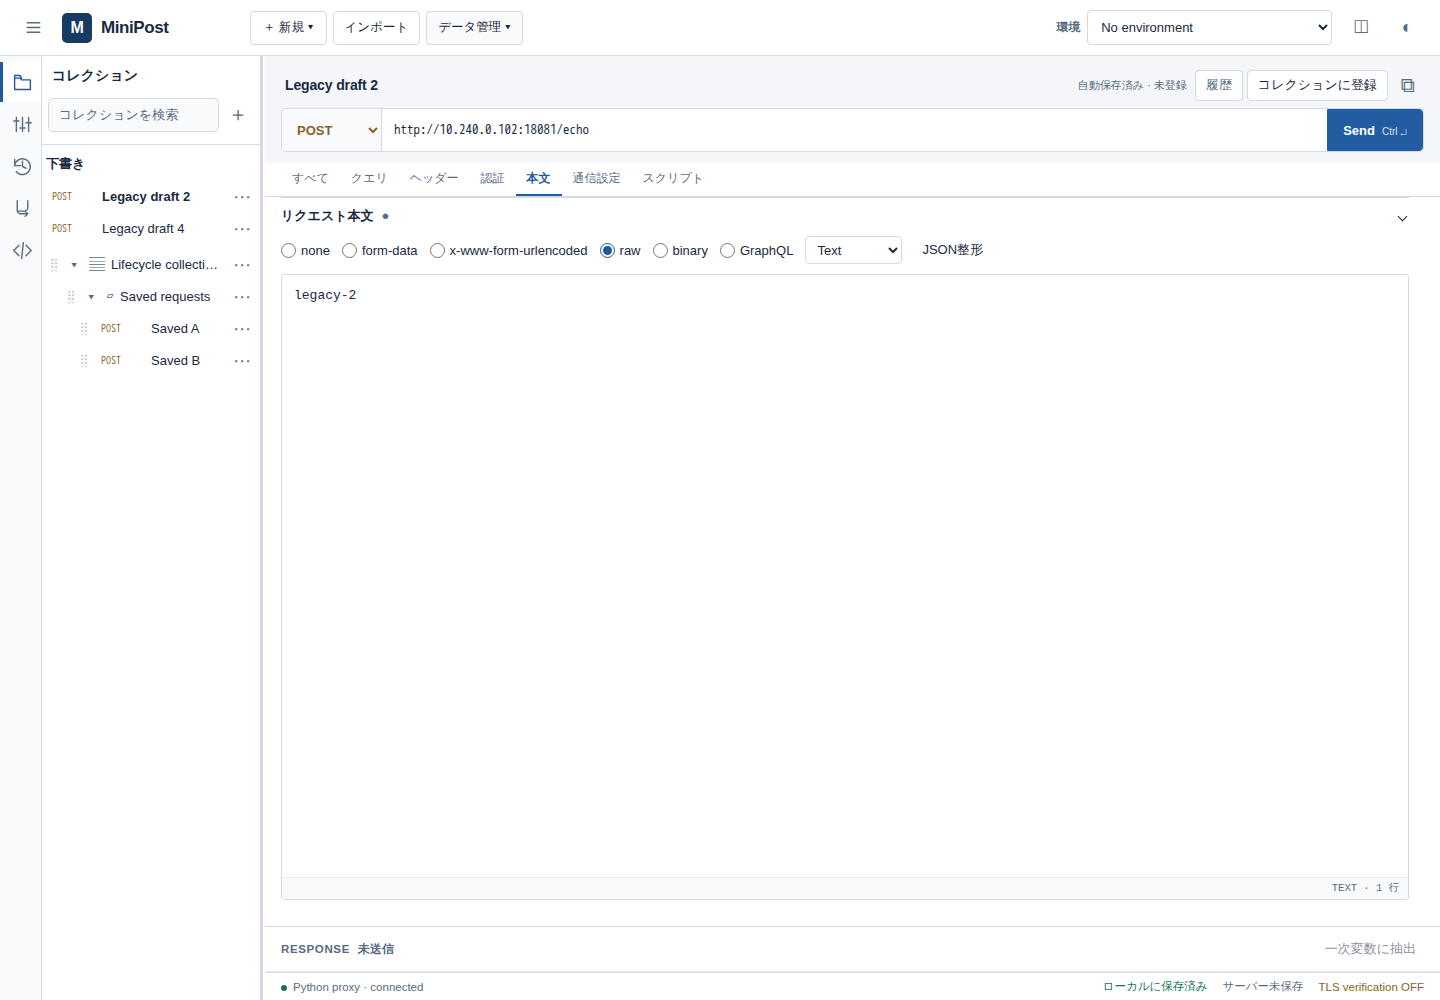 M MiniPost ＋ 新規 ▾ インポート データ管理 ▾ 環境 No environment
コレクション
コレクションを検索 ＋
下書き
POST Legacy draft 2 ···
POST Legacy draft 4 ···
Lifecycle collecti… ···
Saved requests ···
POST Saved A ···
POST Saved B ···
Legacy draft 2 自動保存済み · 未登録 履歴 コレクションに登録
POST http://10.240.0.102:18081/echo Send Ctrl ⏎
すべて クエリ ヘッダー 認証 本文 通信設定 スクリプト
リクエスト本文 ●
none form-data x-www-form-urlencoded raw binary GraphQL Text JSON整形
legacy-2
TEXT · 1 行
RESPONSE 未送信 一次変数に抽出
Python proxy · connected ローカルに保存済み サーバー未保存 TLS verification OFF